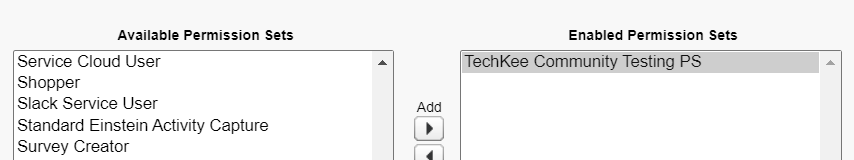 Available Permission Sets
Enabled Permission Sets
Service Cloud User
Shopper
Slack Service User
Standard Einstein Activity Capture
Survey Creator
Add
TechKee Community Testing PS